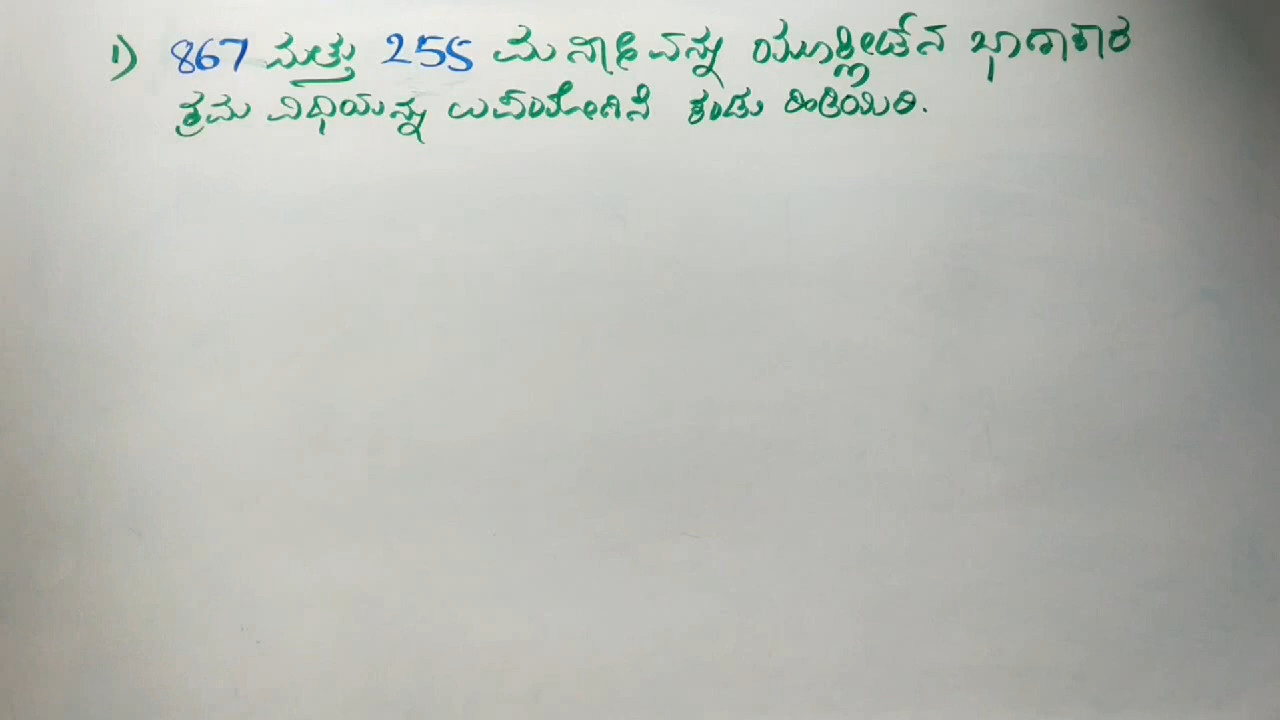 1) 867 ಮತ್ತು 255 ಮ ಸಾಅ ವನ್ನು ಯೂಕ್ಲೀಡೇನ ಭಾಗಾಕಾರ
ಕ್ರಮ ವಿಧಿಯನ್ನು ಉಪಯೋಗಿಸಿ ಕಂಡು ಹಿಡಿಯಿರಿ.